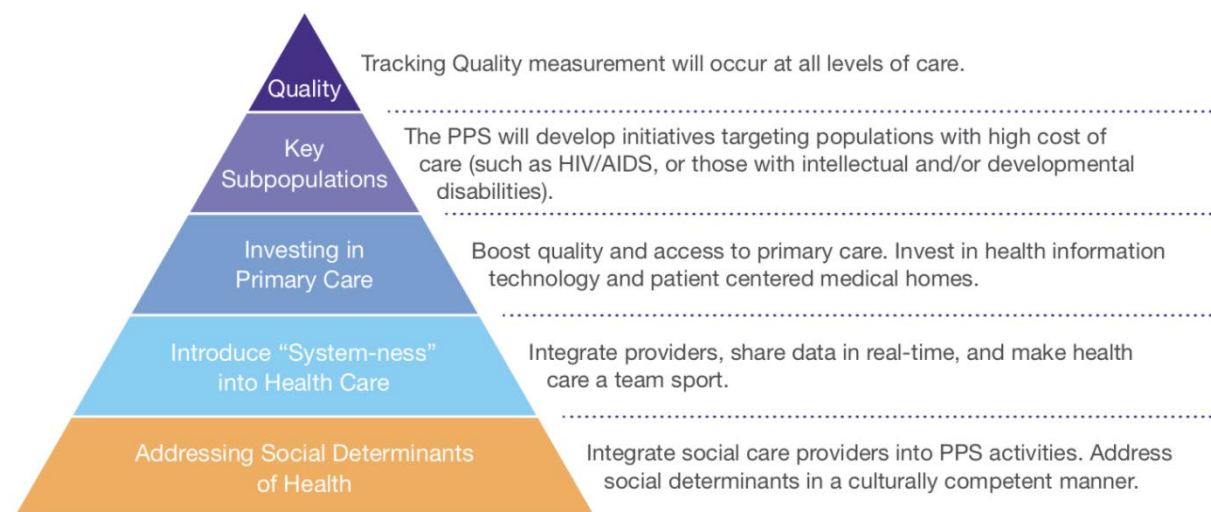 Quality
Tracking Quality measurement will occur at all levels of care.
Key
Subpopulations
The PPS will develop initiatives targeting populations with high cost of
care (such as HIV/AIDS, or those with intellectual and/or developmental
disabilities).
Investing in
Primary Care
Boost quality and access to primary care. Invest in health information
technology and patient centered medical homes.
Introduce “System-ness”
into Health Care
Integrate providers, share data in real-time, and make health
care a team sport.
Addressing Social Determinants
of Health
Integrate social care providers into PPS activities. Address
social determinants in a culturally competent manner.